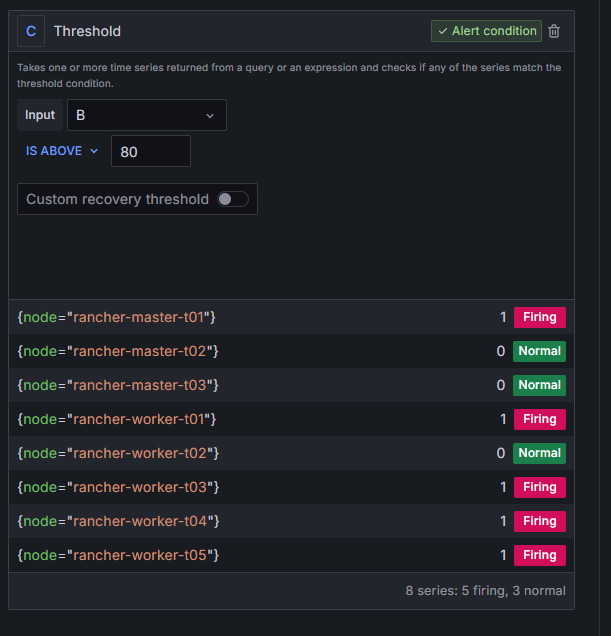 C Threshold Alert condition
Takes one or more time series returned from a query or an expression and checks if any of the series match the
threshold condition.
Input B
IS ABOVE 80
Custom recovery threshold
{node="rancher-master-t01"} 1 Firing
{node="rancher-master-t02"} 0 Normal
{node="rancher-master-t03"} 0 Normal
{node="rancher-worker-t01"} 1 Firing
{node="rancher-worker-t02"} 0 Normal
{node="rancher-worker-t03"} 1 Firing
{node="rancher-worker-t04"} 1 Firing
{node="rancher-worker-t05"} 1 Firing
8 series: 5 firing, 3 normal